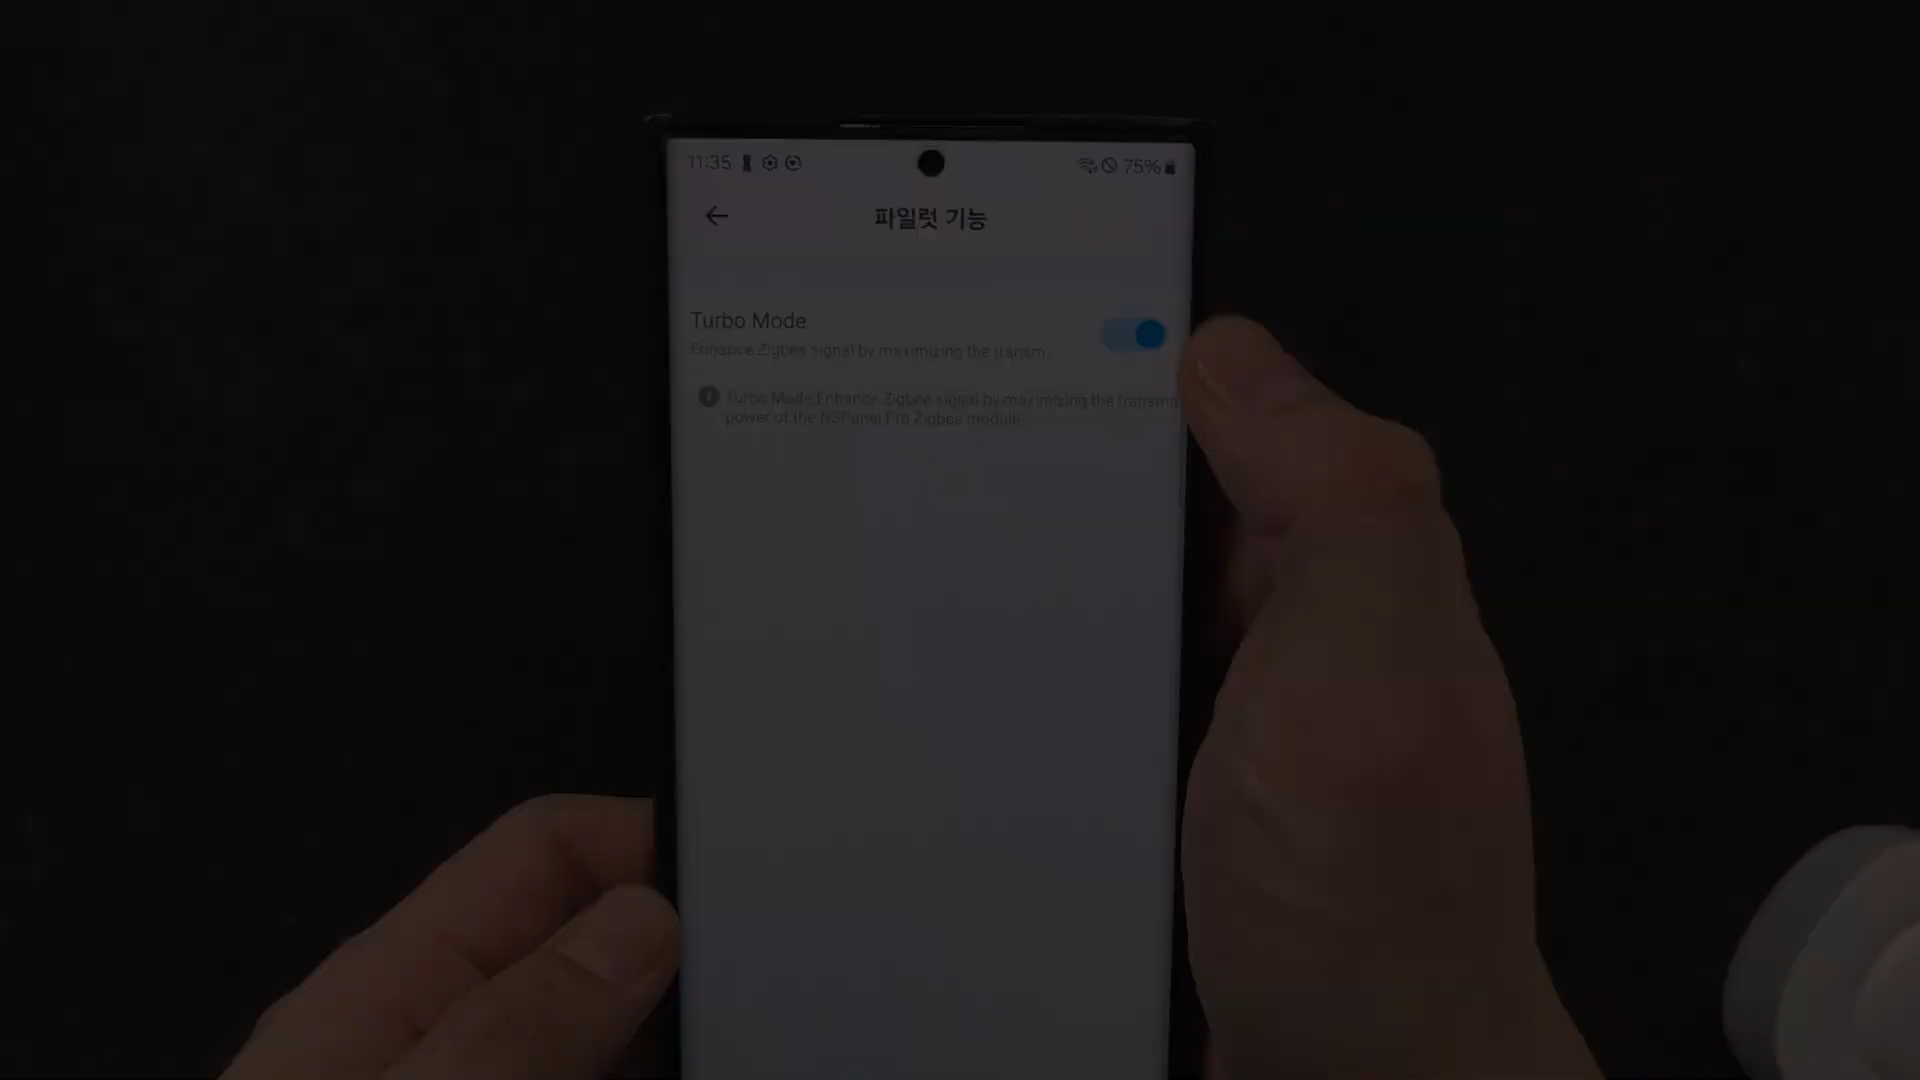 11:35
75%
파일럿 기능
Turbo Mode
Enhance Zigbee signal by maximizing the transm...
Turbo Mode Enhance Zigbee signal by maximizing the transmit
power of the NSPanel Pro Zigbee module.